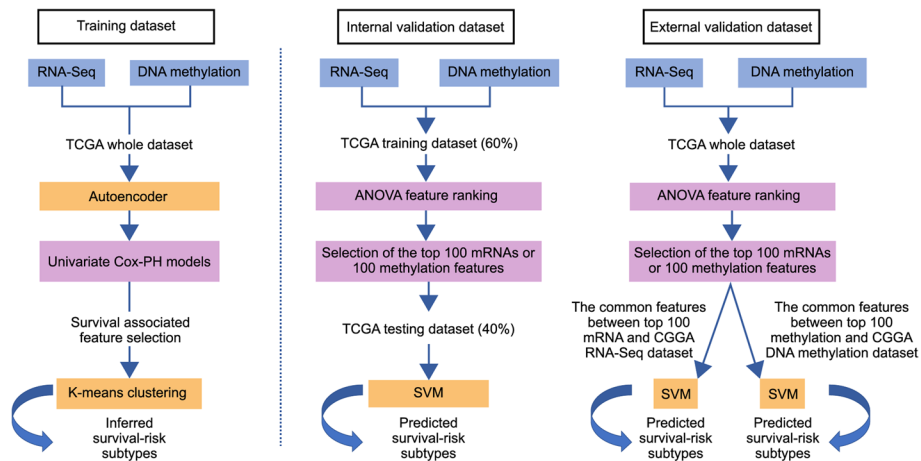 Training dataset
RNA-Seq
DNA methylation
TCGA whole dataset
Autoencoder
Univariate Cox-PH models
Survival associated
feature selection
K-means clustering
Inferred
survival-risk
subtypes
Internal validation dataset
RNA-Seq
DNA methylation
TCGA training dataset (60%)
ANOVA feature ranking
Selection of the top 100 mRNAs or
100 methylation features
TCGA testing dataset (40%)
SVM
Predicted
survival-risk
subtypes
External validation dataset
RNA-Seq
DNA methylation
TCGA whole dataset
ANOVA feature ranking
Selection of the top 100 mRNAs
or 100 methylation features
The common features
between top 100
mRNA and CGGA
RNA-Seq dataset
The common features
between top 100
methylation and CGGA
DNA methylation dataset
SVM
Predicted
survival-risk
subtypes
SVM
Predicted
survival-risk
subtypes